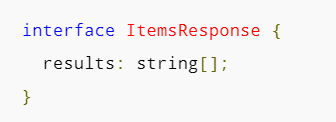 interface ItemsResponse {
  results: string[];
}